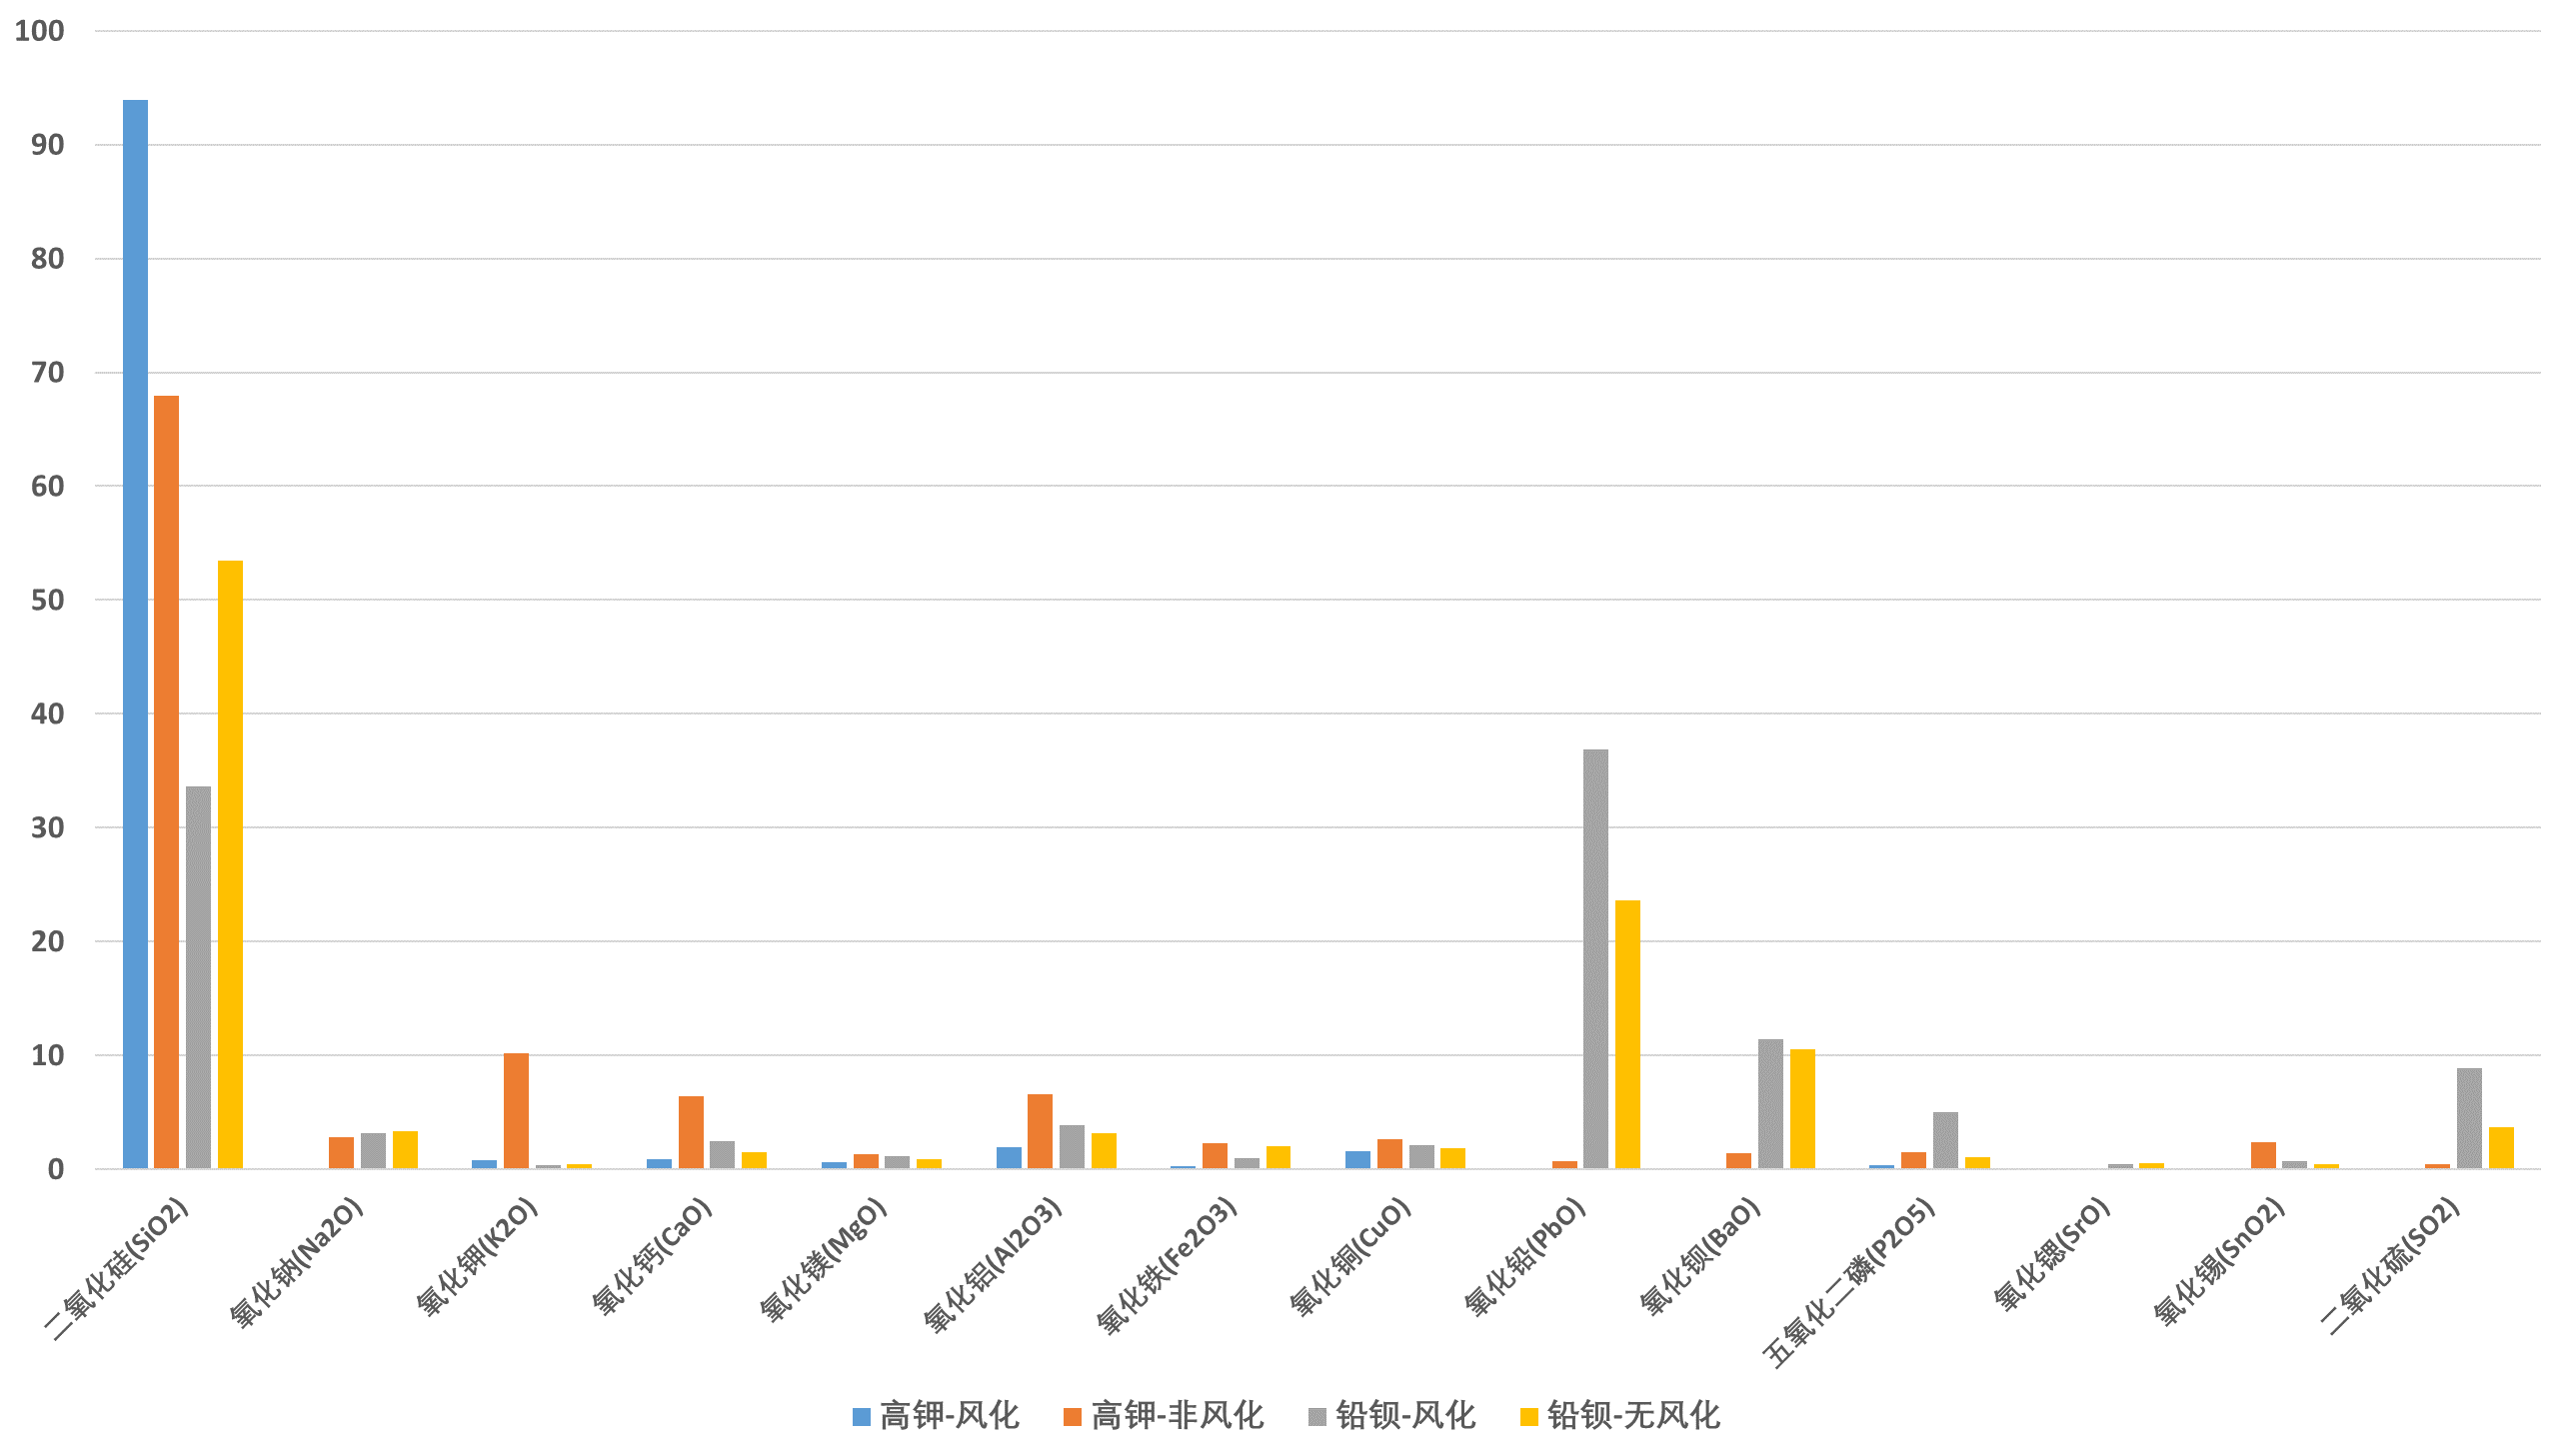 100
90
80
70
60
50
40
30
20
10
0
二氧化硅(SiO2)
氧化钠(Na2O)
氧化钾(K2O)
氧化钙(CaO)
氧化镁(MgO)
氧化铝(Al2O3)
氧化铁(Fe2O3)
氧化铜(CuO)
氧化铅(PbO)
氧化钡(BaO)
五氧化二磷(P2O5)
氧化锶(SrO)
氧化锡(SnO2)
二氧化硫(SO2)
高钾-风化 高钾-非风化 铅钡-风化 铅钡-无风化